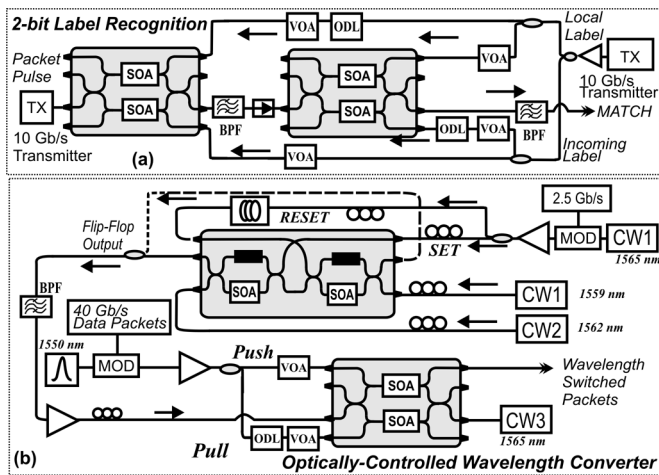 2-bit Label Recognition
VOA
ODL
Local
Label
Packet
Pulse
SOA
SOA
VOA
TX
TX
10 Gb/s
Transmitter
SOA
SOA
BPF
BPF
10 Gb/s
Transmitter
MATCH
ODL
VOA
(a)
VOA
Incoming
Label
2.5 Gb/s
Flip-Flop
Output
RESET
SET
MOD
CW1
1565 nm
SOA
SOA
BPF
CW1
1559 nm
40 Gb/s
Data Packets
CW2
1562 nm
1550 nm
MOD
Push
VOA
Wavelength
Switched
Packets
SOA
SOA
CW3
1565 nm
Pull
ODL
VOA
(b)
Optically-Controlled Wavelength Converter